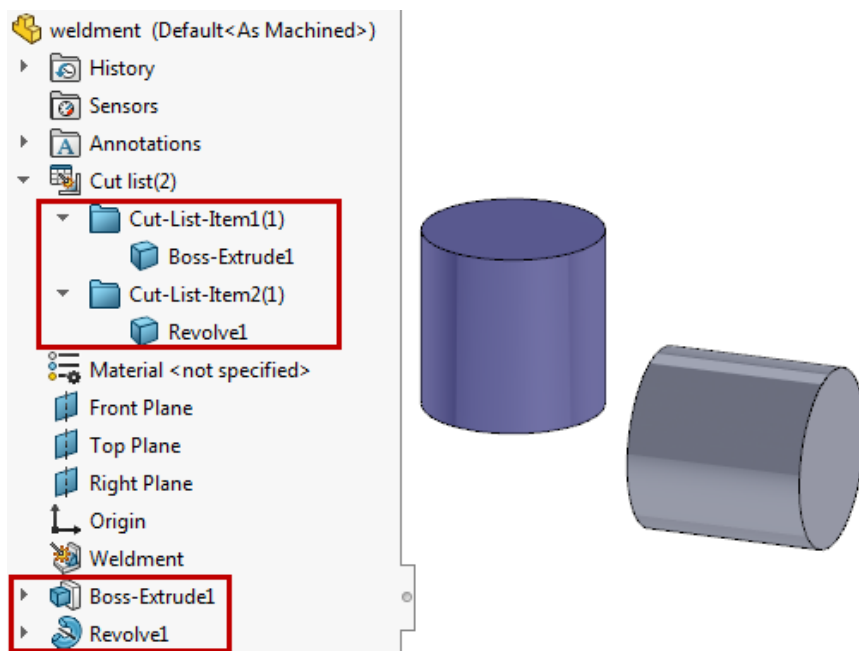 weldment (Default<As Machined>)
History
Sensors
Annotations
Cut list(2)
Cut-List-Item1(1)
Boss-Extrude1
Cut-List-Item2(1)
Revolve1
Material <not specified>
Front Plane
Top Plane
Right Plane
Origin
Weldment
Boss-Extrude1
Revolve1